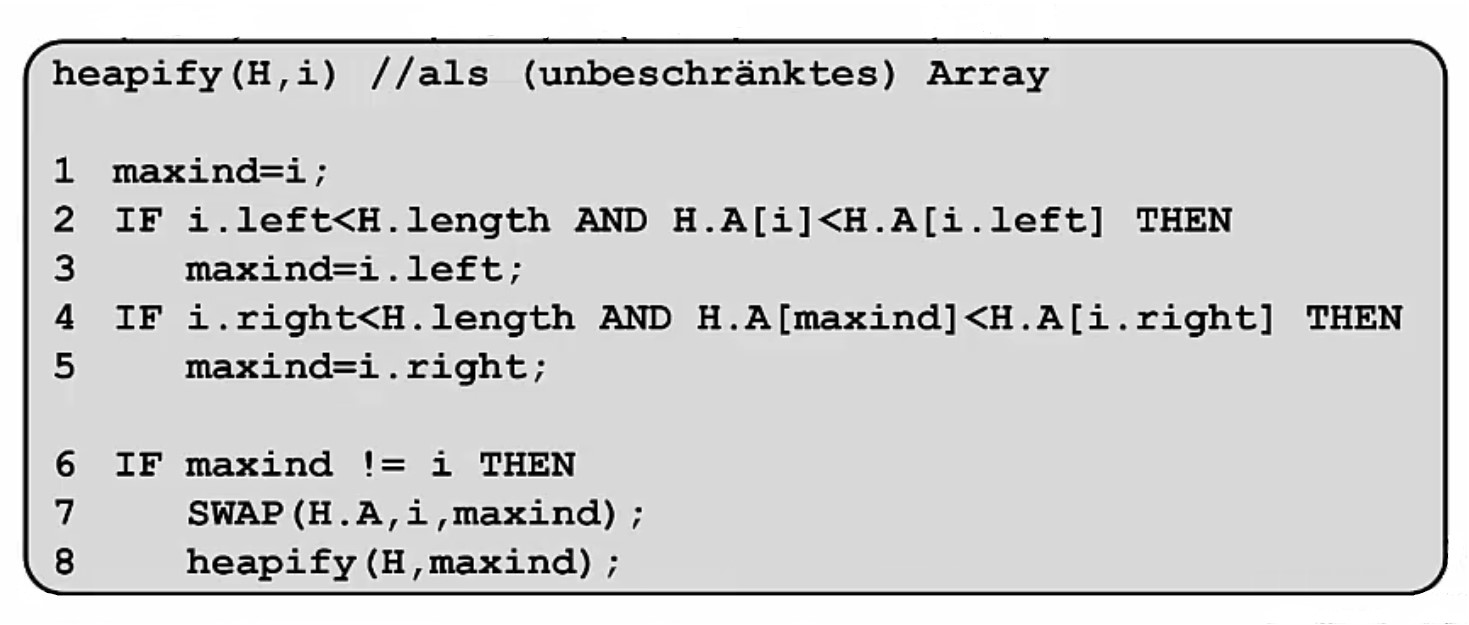 heapify(H,i) //als (unbeschränktes) Array
1 maxind=i;
2 IF i.left<H.length AND H.A[i]<H.A[i.left] THEN
3 maxind=i.left;
4 IF i.right<H.length AND H.A[maxind]<H.A[i.right] THEN
5 maxind=i.right;
6 IF maxind != i THEN
7 SWAP(H.A,i,maxind);
8 heapify(H,maxind);